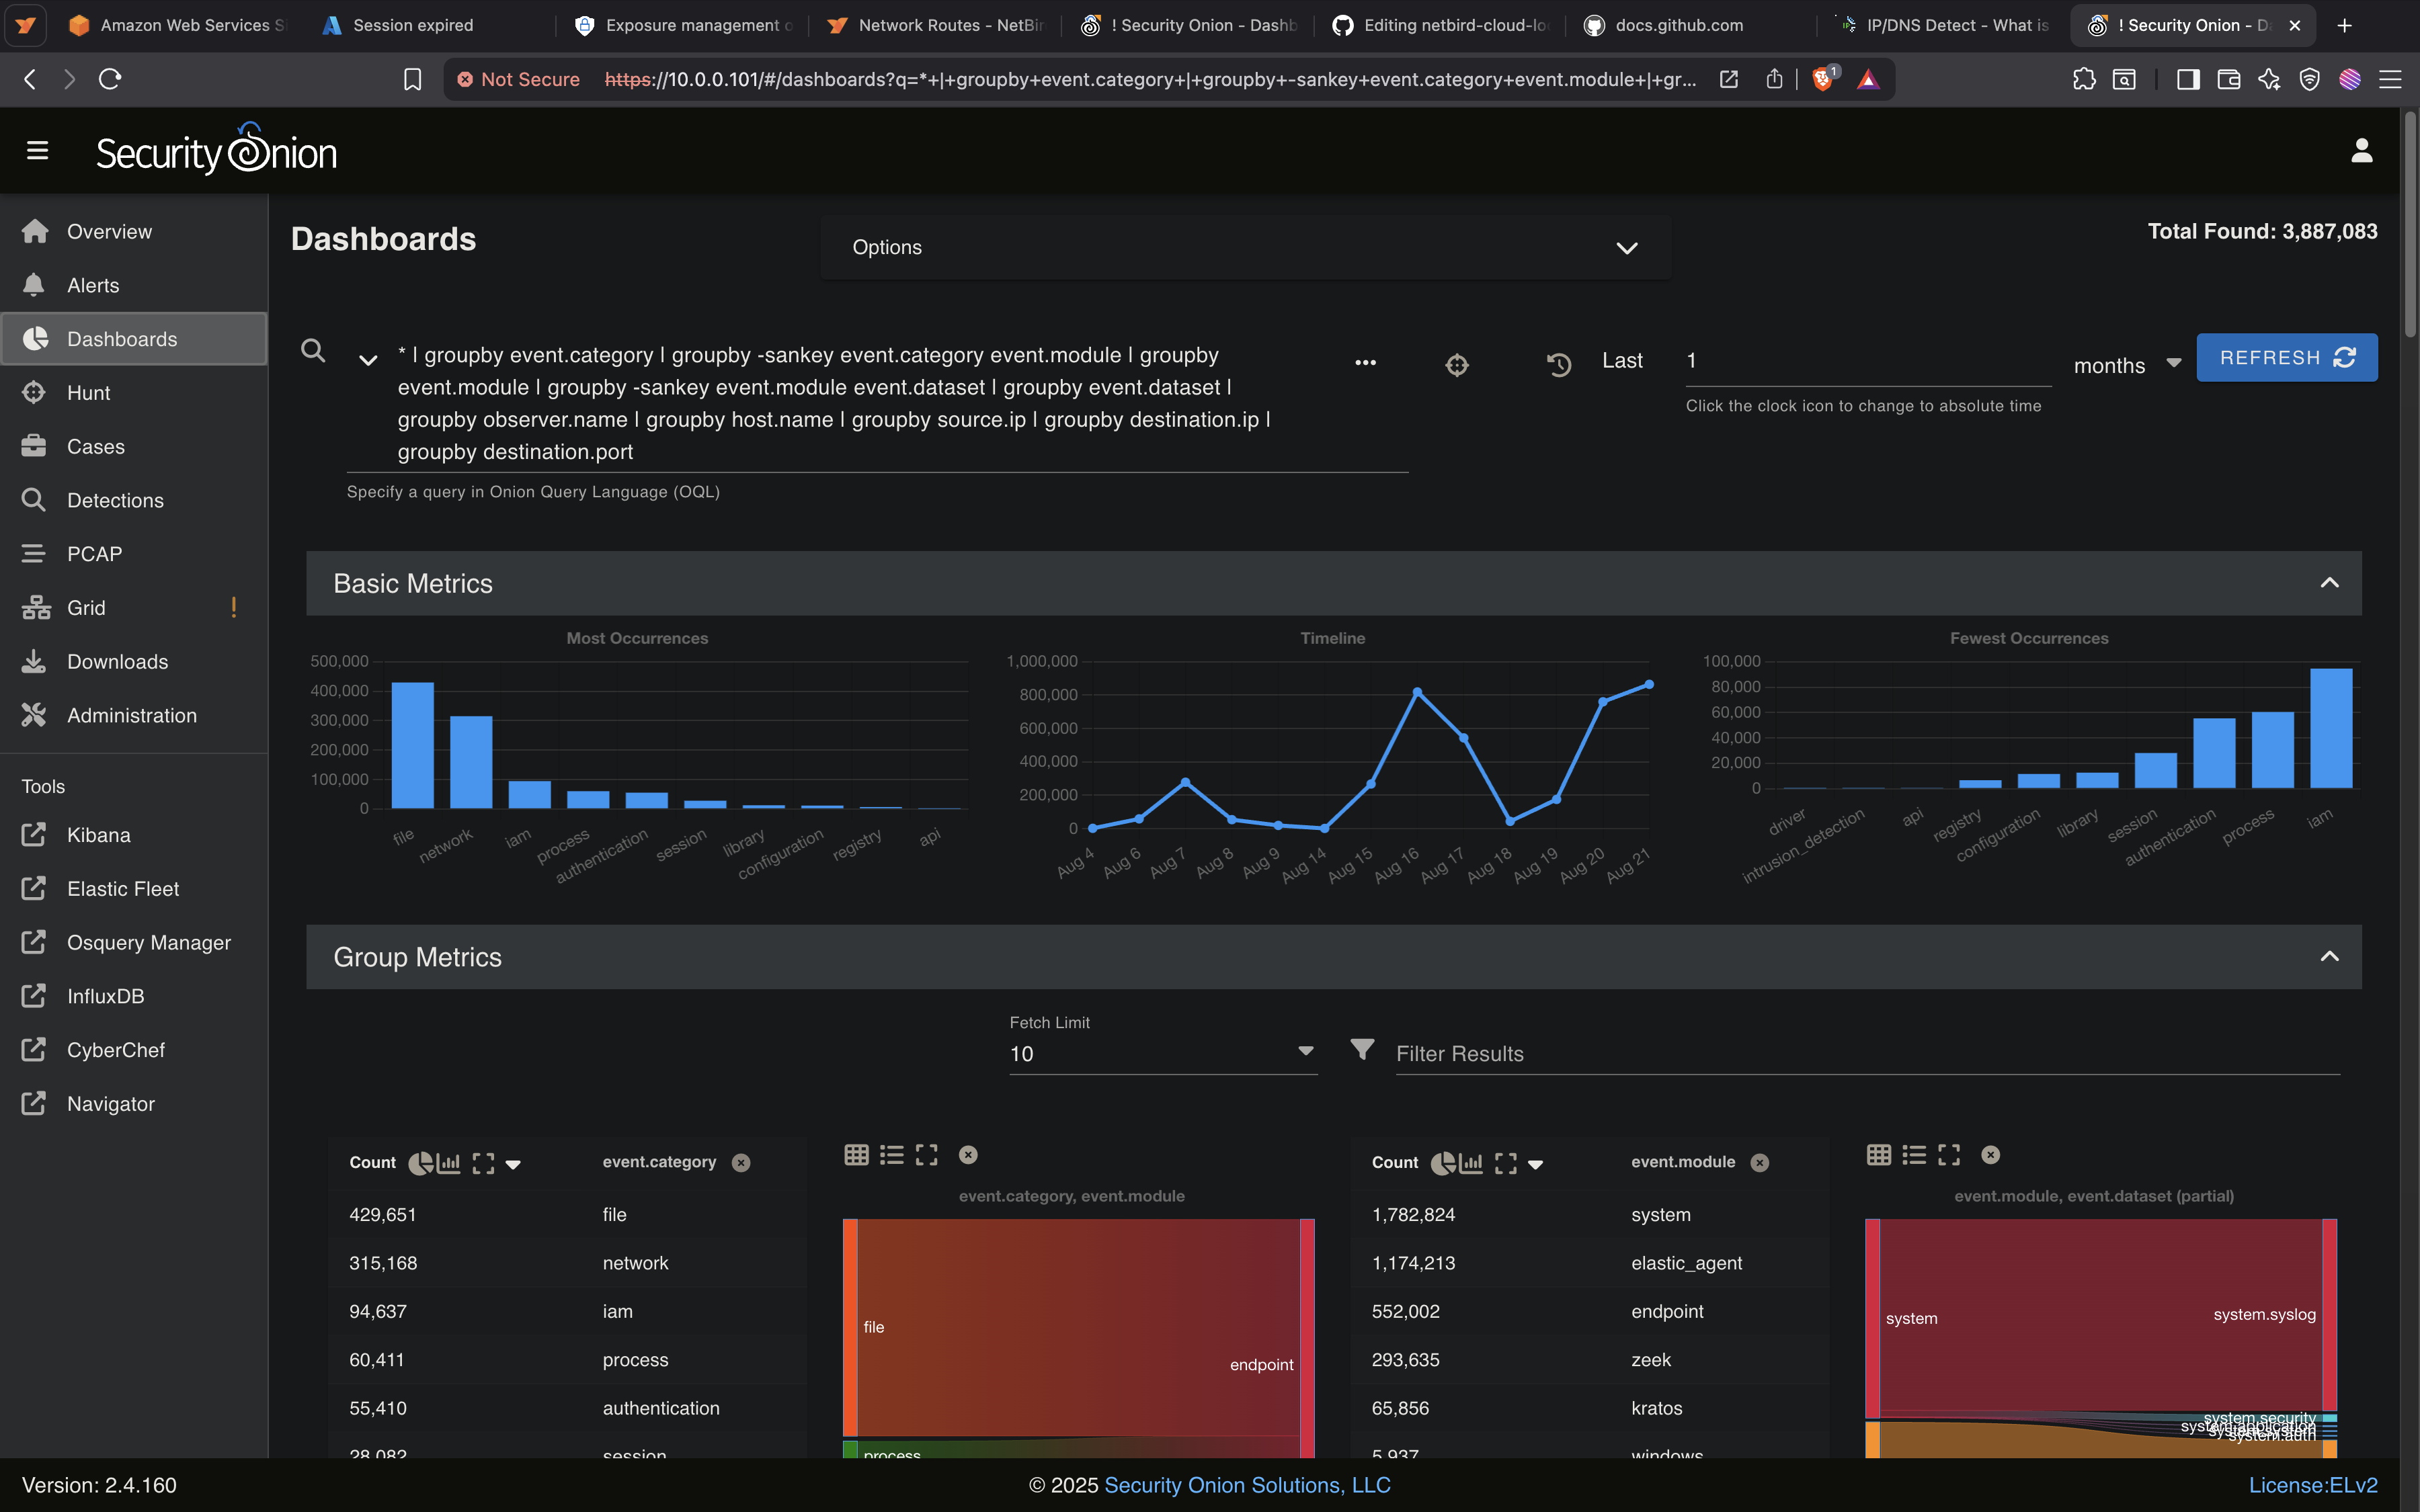 Amazon Web Services Si
Session expired
Exposure management o
Network Routes - NetBir
! Security Onion - Dashb
Editing netbird-cloud-lo
docs.github.com
IP/DNS Detect - What is
! Security Onion - D
Not Secure
https://10.0.0.101/#/dashboards?q=*+|+groupby+event.category+|+groupby+-sankey+event.category+event.module+|+gr...
1
Security Onion
Overview
Alerts
Dashboards
Hunt
Cases
Detections
PCAP
Grid !
Downloads
Administration
Tools
Kibana
Elastic Fleet
Osquery Manager
InfluxDB
CyberChef
Navigator
Dashboards
Options
Total Found: 3,887,083
* | groupby event.category | groupby -sankey event.category event.module | groupby
event.module | groupby -sankey event.module event.dataset | groupby event.dataset |
groupby observer.name | groupby host.name | groupby source.ip | groupby destination.ip |
groupby destination.port
Specify a query in Onion Query Language (OQL)
Last
1
months
Click the clock icon to change to absolute time
REFRESH
Basic Metrics
Most Occurrences
500,000
400,000
300,000
200,000
100,000
0
file
network
iam
process
authentication
session
library
configuration
registry
api
Timeline
1,000,000
800,000
600,000
400,000
200,000
0
Aug 4
Aug 6
Aug 7
Aug 8
Aug 9
Aug 14
Aug 15
Aug 16
Aug 17
Aug 18
Aug 19
Aug 20
Aug 21
Fewest Occurrences
100,000
80,000
60,000
40,000
20,000
0
driver
intrusion_detection
api
registry
configuration
library
session
authentication
process
iam
Group Metrics
Fetch Limit
10
Filter Results
Count event.category
429,651 file
315,168 network
94,637 iam
60,411 process
55,410 authentication
28,082 session
event.category, event.module
file
endpoint
process
Count event.module
1,782,824 system
1,174,213 elastic_agent
552,002 endpoint
293,635 zeek
65,856 kratos
5,937 windows
event.module, event.dataset (partial)
system
system.syslog
system.security
system.application
system.system
system.auth
Version: 2.4.160
© 2025 Security Onion Solutions, LLC
License:ELv2